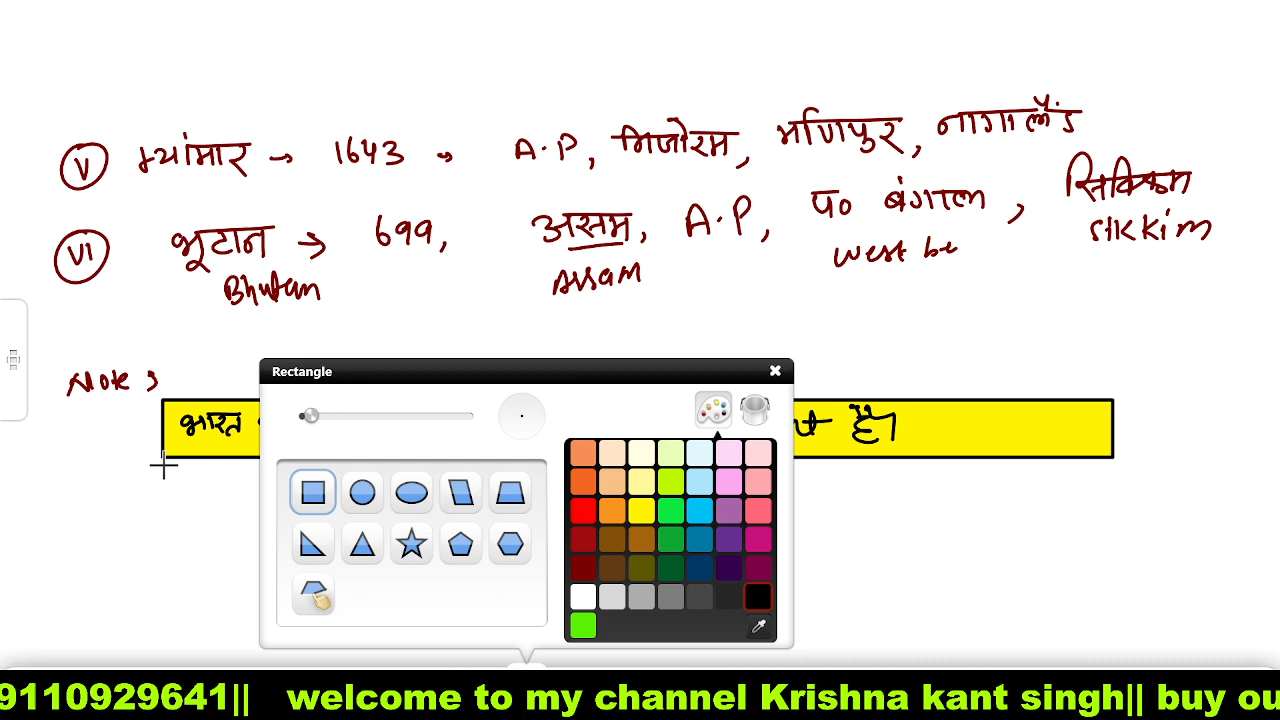 V म्यांमार → 1643 → A.P, मिजोरम, मणिपुर, नागालैंड
VI भूटान → 699, असम, A.P, प० बंगाल, सिक्किम
Bhutan Assam west be sikkim
Note
भारत है।
Rectangle
9110929641|| welcome to my channel Krishna kant singh|| buy ou